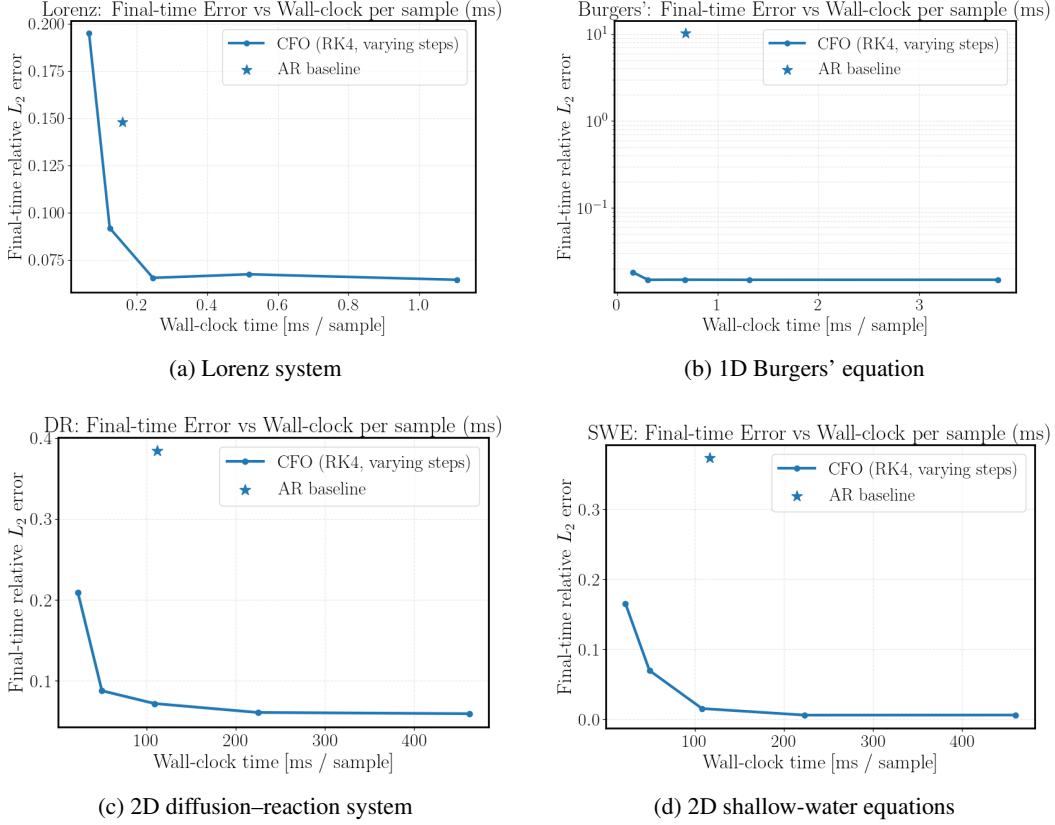 Lorenz: Final-time Error vs Wall-clock per sample (ms)
0.200
0.175
0.150
0.125
0.100
0.075
Final-time relative $L_2$ error
CFO (RK4, varying steps)
AR baseline
0.2 0.4 0.6 0.8 1.0
Wall-clock time [ms / sample]
(a) Lorenz system
Burgers': Final-time Error vs Wall-clock per sample (ms)
10¹
10⁰
10⁻¹
Final-time relative $L_2$ error
CFO (RK4, varying steps)
AR baseline
0 1 2 3
Wall-clock time [ms / sample]
(b) 1D Burgers' equation
DR: Final-time Error vs Wall-clock per sample (ms)
0.4
0.3
0.2
0.1
Final-time relative $L_2$ error
CFO (RK4, varying steps)
AR baseline
100 200 300 400
Wall-clock time [ms / sample]
(c) 2D diffusion–reaction system
SWE: Final-time Error vs Wall-clock per sample (ms)
0.3
0.2
0.1
0.0
Final-time relative $L_2$ error
CFO (RK4, varying steps)
AR baseline
100 200 300 400
Wall-clock time [ms / sample]
(d) 2D shallow-water equations